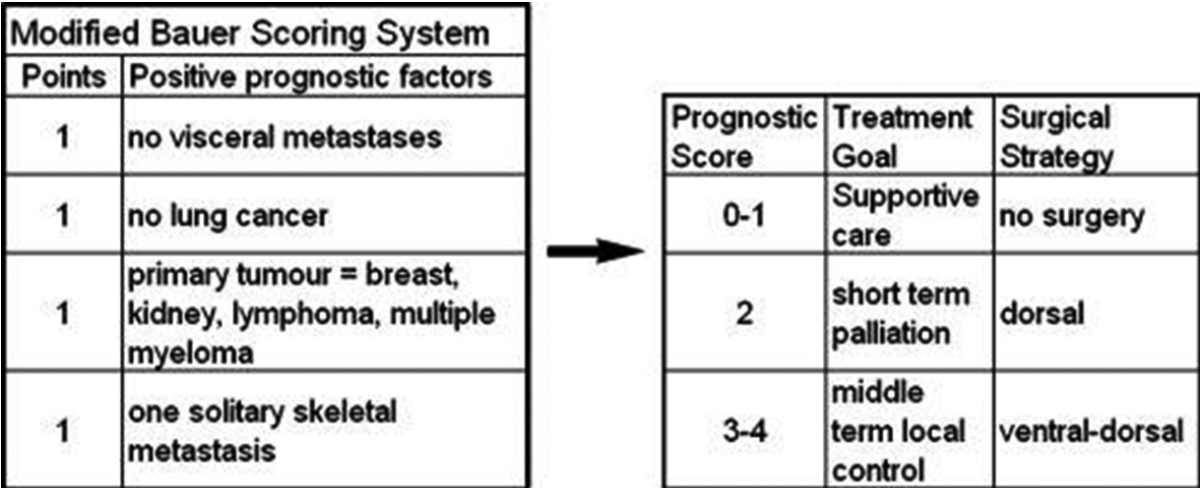 Modified Bauer Scoring System
Points Positive prognostic factors
1 no visceral metastases
1 no lung cancer
1 primary tumour = breast,
kidney, lymphoma, multiple
myeloma
1 one solitary skeletal
metastasis
Prognostic Score Treatment Goal Surgical Strategy
0-1 Supportive care no surgery
2 short term palliation dorsal
3-4 middle term local control ventral-dorsal